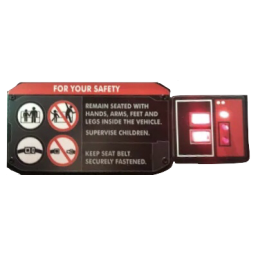 FOR YOUR SAFETY
REMAIN SEATED WITH
HANDS, ARMS, FEET AND
LEGS INSIDE THE VEHICLE.
SUPERVISE CHILDREN.
KEEP SEAT BELT
SECURELY FASTENED.